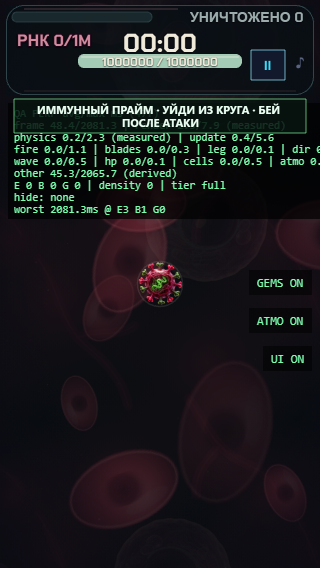 УНИЧТОЖЕНО 0
РНК 0/1М
00:00
1000000 / 1000000
ИММУННЫЙ ПРАЙМ · УЙДИ ИЗ КРУГА · БЕЙ
ПОСЛЕ АТАКИ
physics 0.2/2.3 (measured) | update 0.4/5.6
fire 0.0/1.1 | blades 0.0/0.3 | leg 0.0/0.1 | dir
wave 0.0/0.5 | hp 0.0/0.1 | cells 0.0/0.5 | atmo 0.
other 45.3/2065.7 (derived)
E 0 B 0 G 0 | density 0 | tier full
hide: none
worst 2081.3ms @ E3 B1 G0
GEMS ON
ATMO ON
UI ON